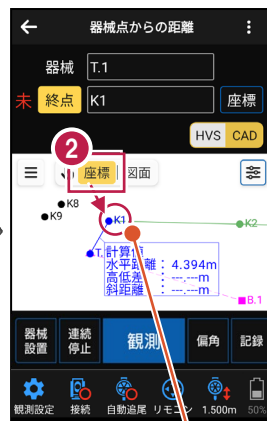 器械点からの距離
器械 T.1
未 終点 K1 座標
HVS CAD
2 座標 図面
K8
K9
K1
K2
T.
計算値
水平距離： 4.394m
高低差： ---.---m
斜距離： ---.---m
B.1
器械設置 連続停止 観測 偏角 記録
観測設定 接続 自動追尾 リモコン 1.500m 50%